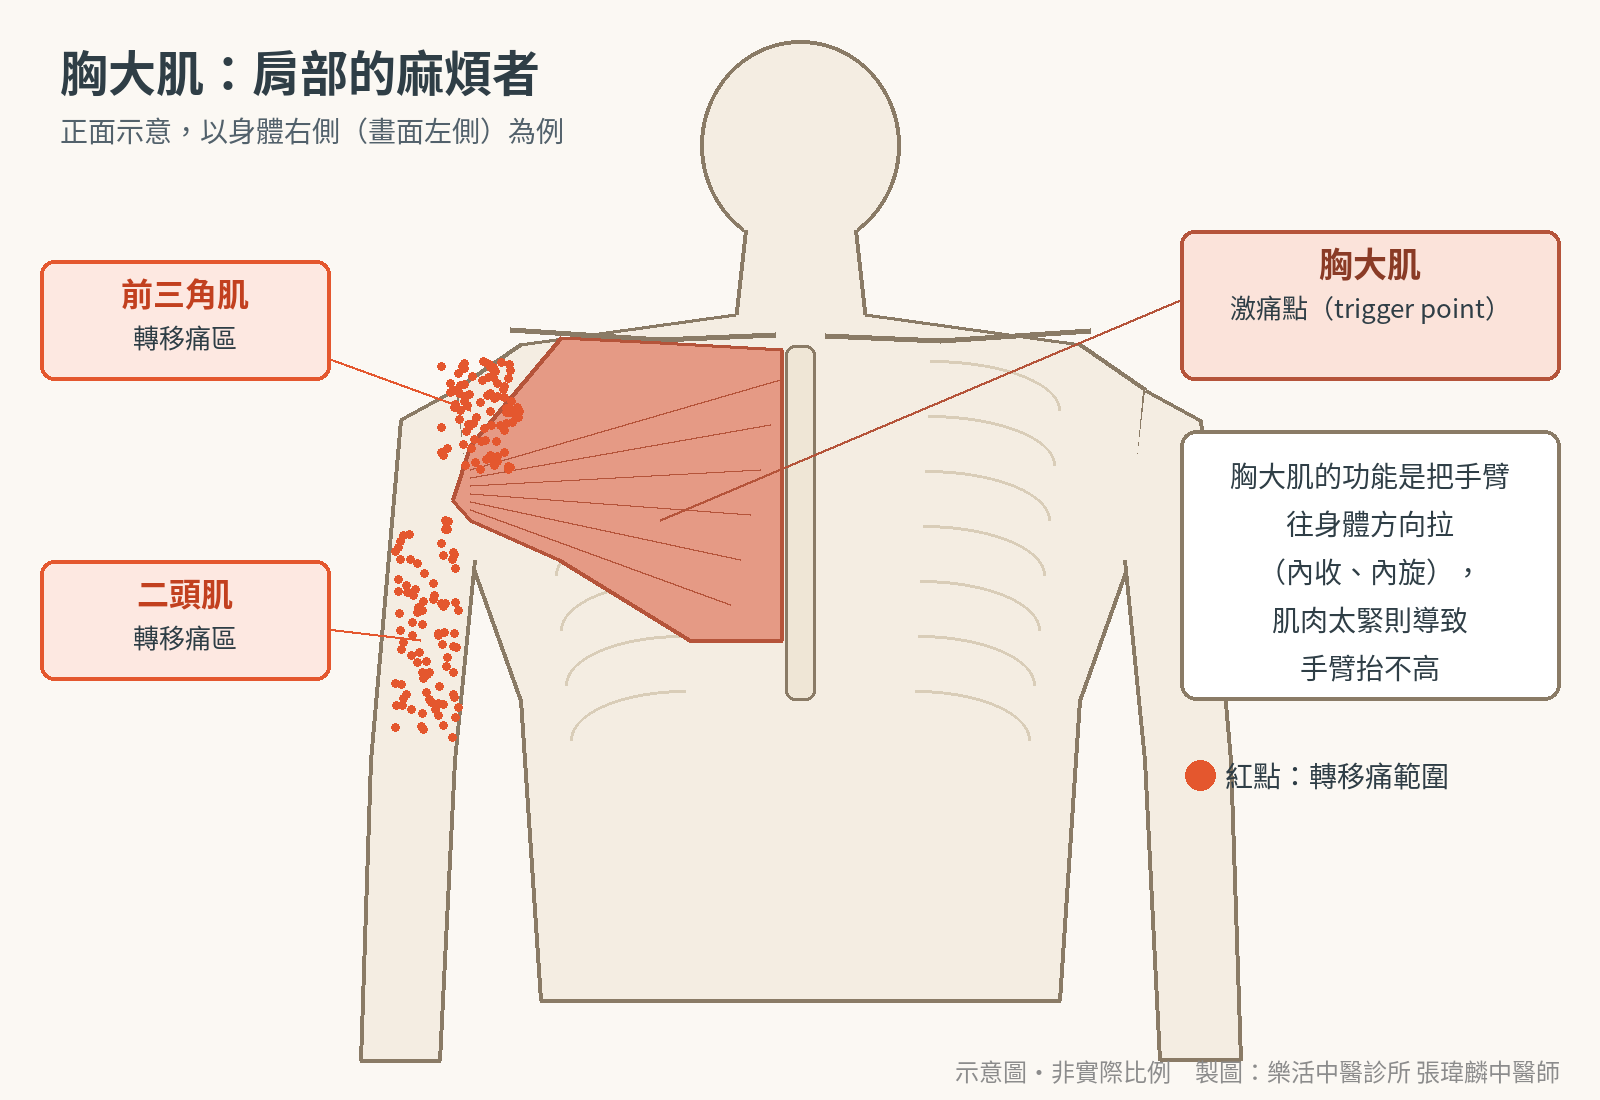 胸大肌：肩部的麻煩者
正面示意，以身體右側（畫面左側）為例
前三角肌
轉移痛區
二頭肌
轉移痛區
胸大肌
激痛點（trigger point）
胸大肌的功能是把手臂
往身體方向拉
（內收、內旋），
肌肉太緊則導致
手臂抬不高
紅點：轉移痛範圍
示意圖・非實際比例　製圖：樂活中醫診所 張瑋麟中醫師